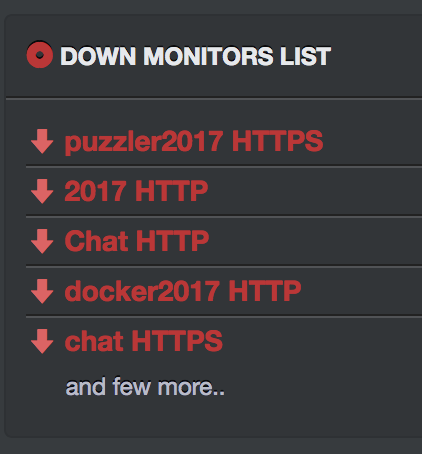 DOWN MONITORS LIST
puzzler2017 HTTPS
2017 HTTP
Chat HTTP
docker2017 HTTP
chat HTTPS
and few more..